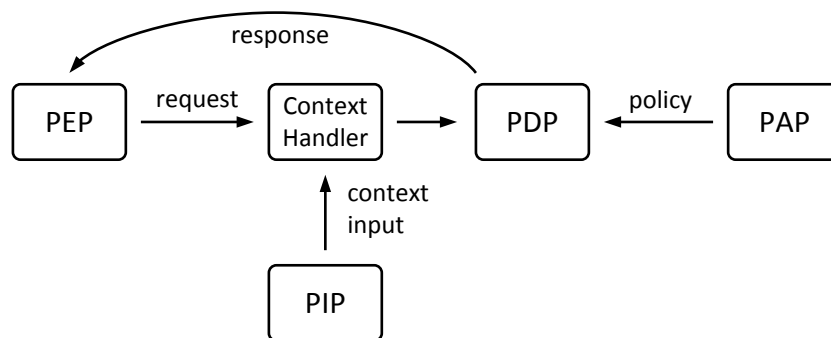 response
PEP
request
Context
Handler
PDP
policy
PAP
context
input
PIP